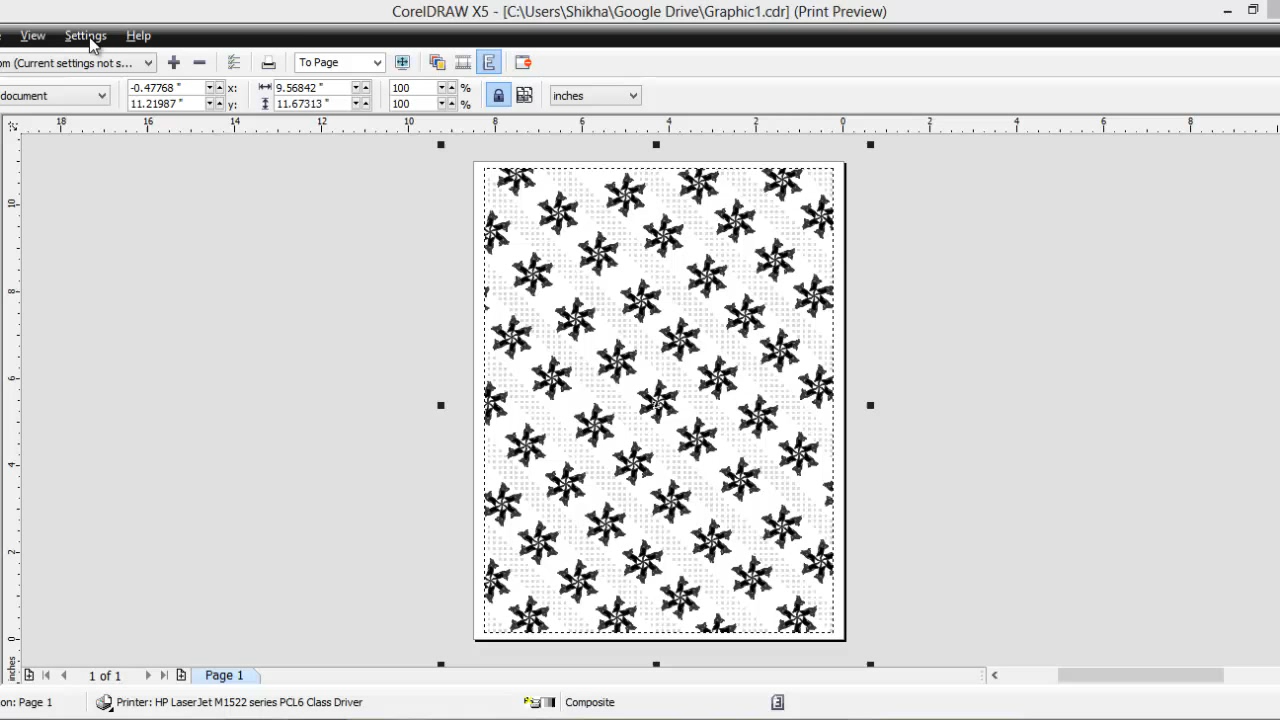 CorelDRAW X5 - [C:\Users\Shikha\Google Drive\Graphic1.cdr] (Print Preview)
View Settings Help
om (Current settings not s... To Page
document -0.47768 " x: 9.56842 " 100 % inches
11.21987 " y: 11.67313 " 100 %
18 16 14 12 10 8 6 4 2 0 2 4 6 8
10
8
6
4
2
0
inches
1 of 1 Page 1
on: Page 1 Printer: HP LaserJet M1522 series PCL6 Class Driver Composite 3